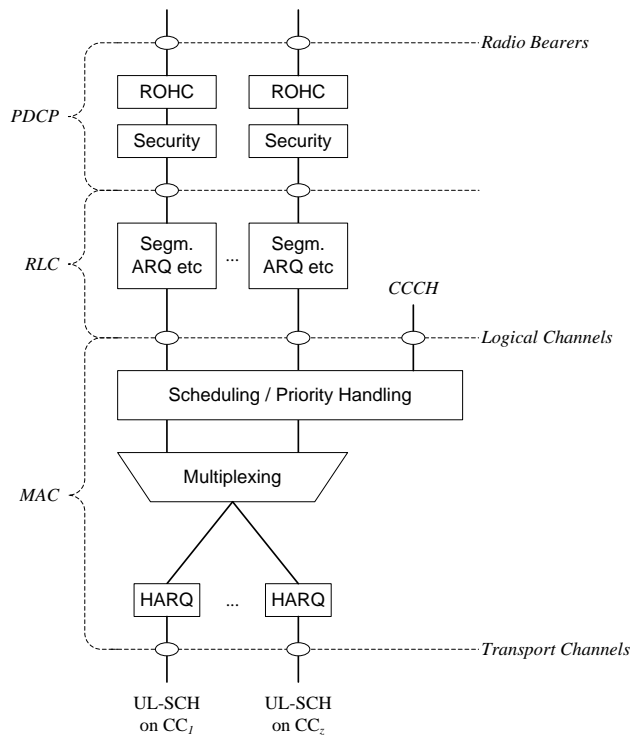 Radio Bearers
ROHC
ROHC
PDCP
Security
Security
Segm.
ARQ etc
...
Segm.
ARQ etc
RLC
CCCH
Logical Channels
Scheduling / Priority Handling
Multiplexing
MAC
HARQ
...
HARQ
Transport Channels
UL-SCH
on CC1
UL-SCH
on CCz